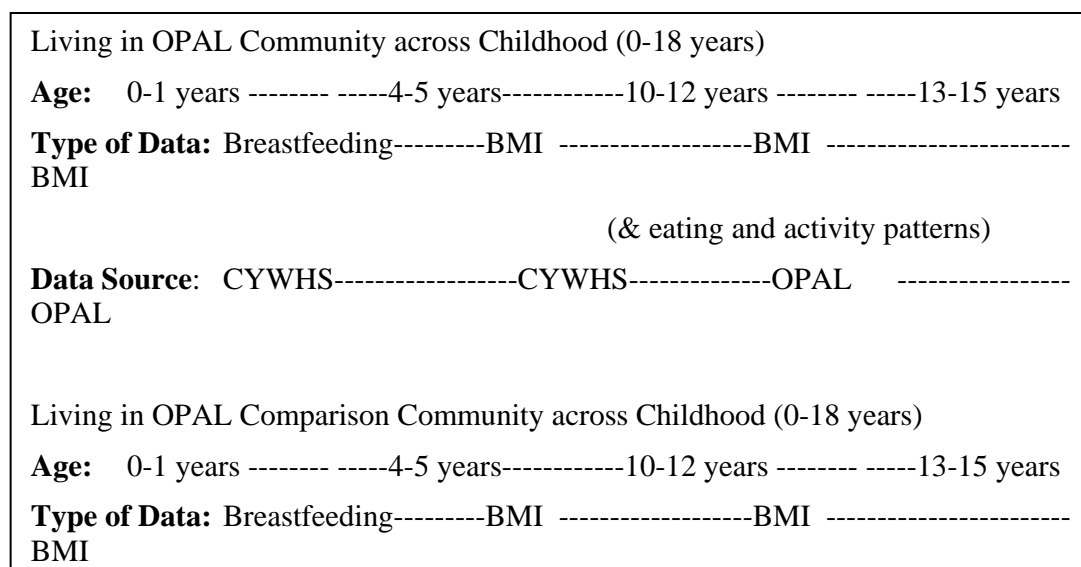 Living in OPAL Community across Childhood (0-18 years)
Age: 0-1 years -------- -----4-5 years------------10-12 years -------- -----13-15 years
Type of Data: Breastfeeding---------BMI -------------------BMI ------------------------
BMI
(& eating and activity patterns)
Data Source: CYWHS------------------CYWHS--------------OPAL -----------------
OPAL
Living in OPAL Comparison Community across Childhood (0-18 years)
Age: 0-1 years -------- -----4-5 years------------10-12 years -------- -----13-15 years
Type of Data: Breastfeeding---------BMI -------------------BMI ------------------------
BMI